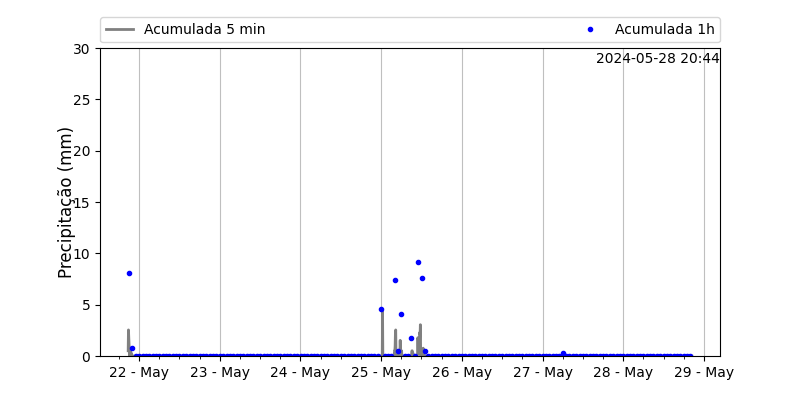 Acumulada 5 min
Acumulada 1h
2024-05-28 20:44
Precipitação (mm)
30
25
20
15
10
5
0
22 - May 23 - May 24 - May 25 - May 26 - May 27 - May 28 - May 29 - May